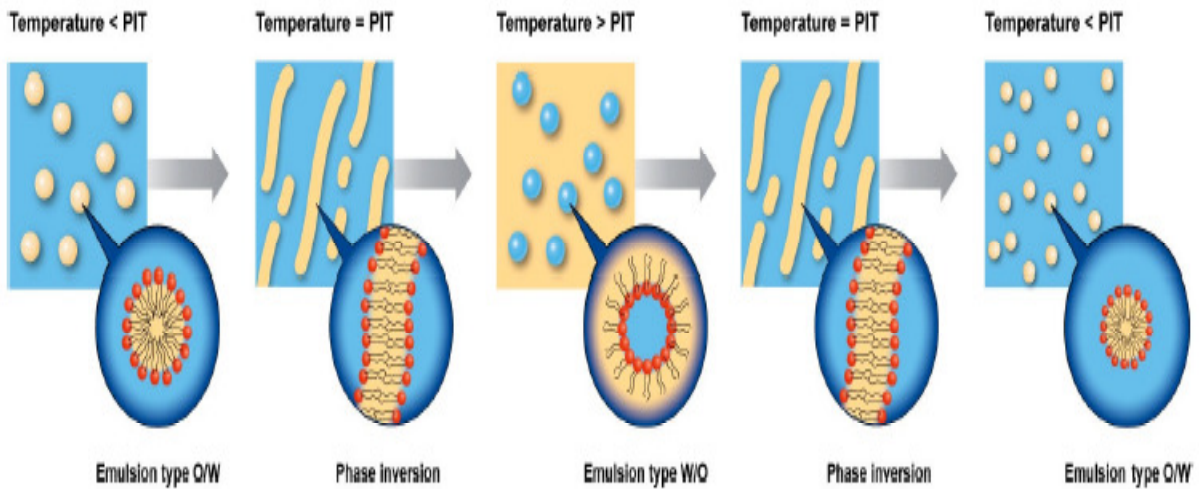 Temperature < PIT
Temperature = PIT
Temperature > PIT
Temperature = PIT
Temperature < PIT
Emulsion type O/W
Phase inversion
Emulsion type W/O
Phase inversion
Emulsion type O/W